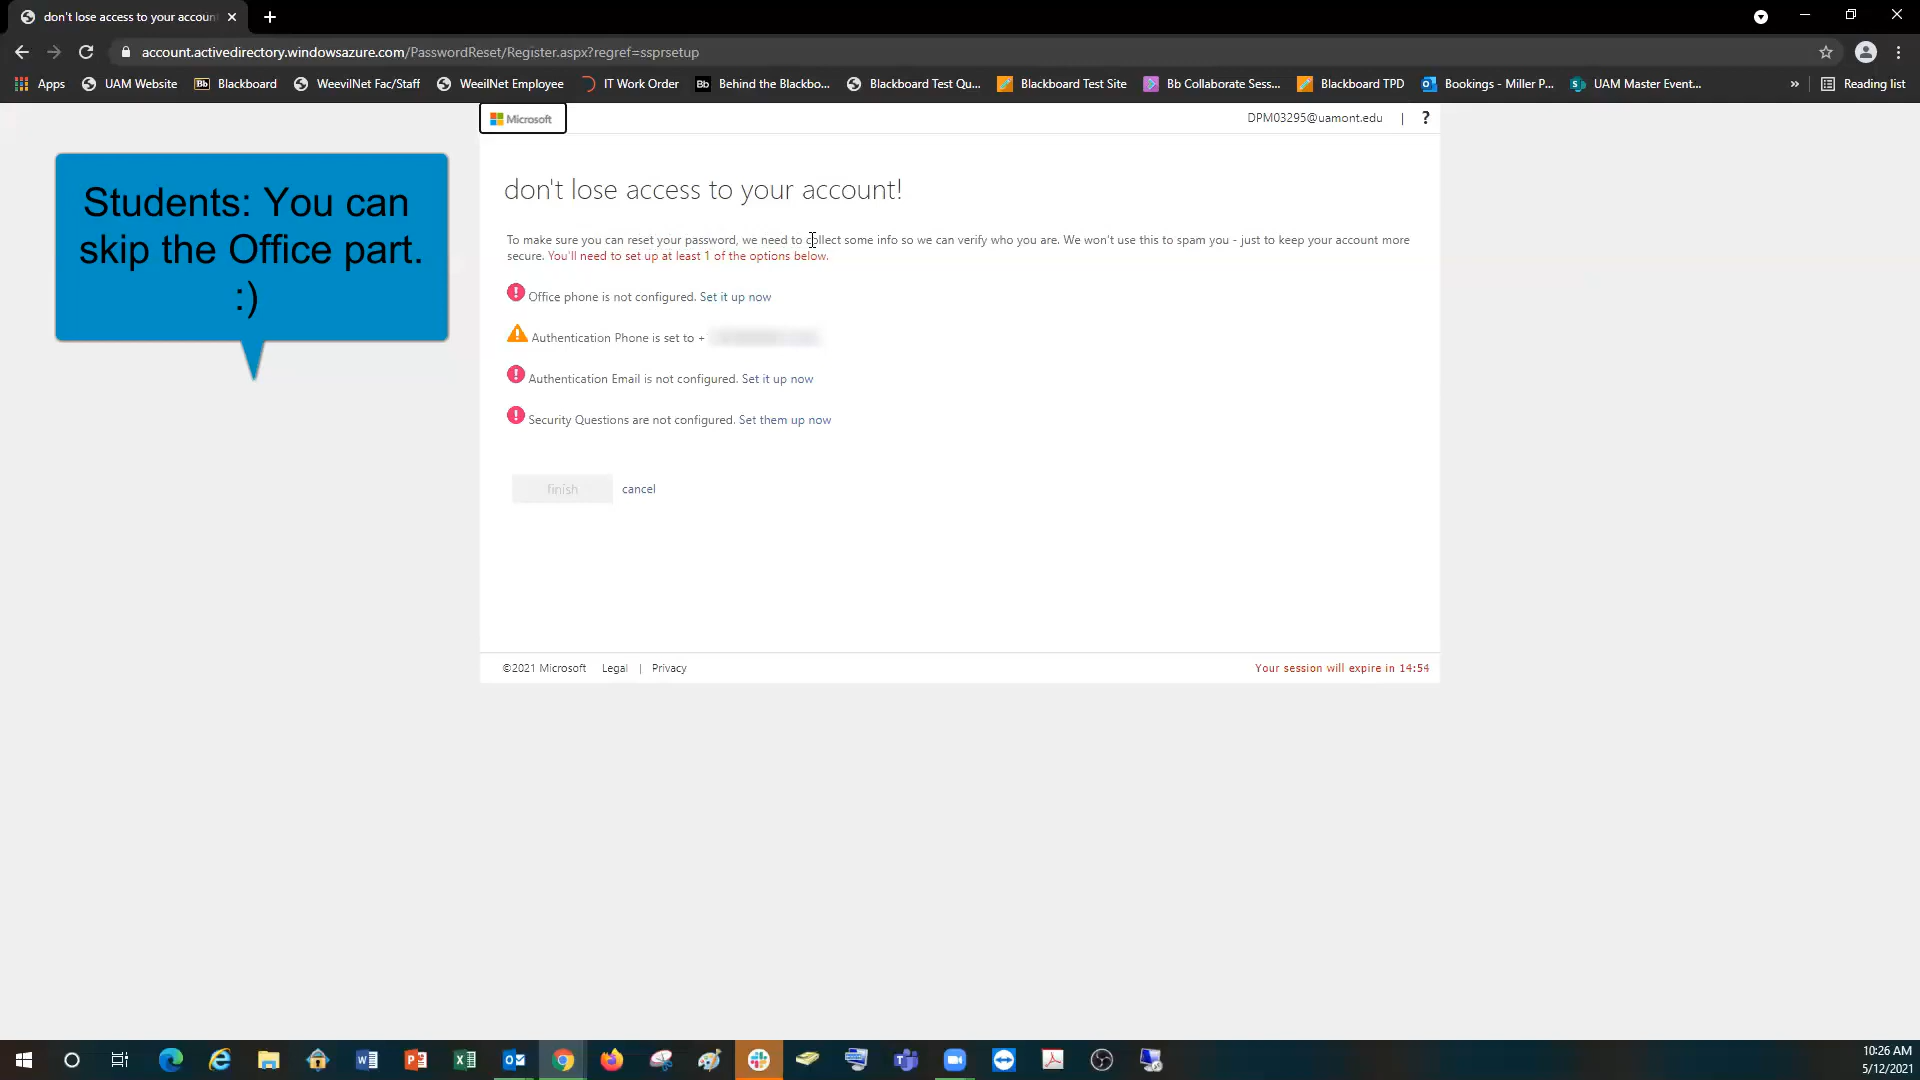 don't lose access to your accoun
account.activedirectory.windowsazure.com/PasswordReset/Register.aspx?regref=ssprsetup
Apps
UAM Website
Bb Blackboard
WeevilNet Fac/Staff
WeeilNet Employee
IT Work Order
Bb Behind the Blackbo...
Blackboard Test Qu...
Blackboard Test Site
Bb Collaborate Sess...
Blackboard TPD
Bookings - Miller P...
UAM Master Event...
»
Reading list
Microsoft
DPM03295@uamont.edu | ?
Students: You can
skip the Office part.
:)
don't lose access to your account!
To make sure you can reset your password, we need to collect some info so we can verify who you are. We won't use this to spam you - just to keep your account more
secure. You'll need to set up at least 1 of the options below.
Office phone is not configured. Set it up now
Authentication Phone is set to +
Authentication Email is not configured. Set it up now
Security Questions are not configured. Set them up now
finish cancel
©2021 Microsoft Legal | Privacy
Your session will expire in 14:54
10:26 AM
5/12/2021